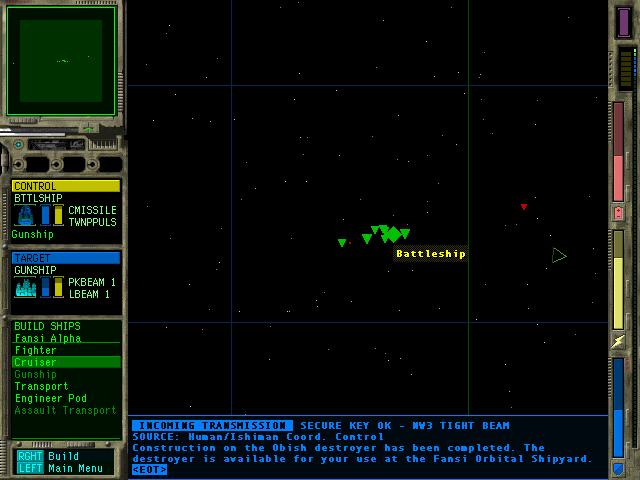 CONTROL
BTTLSHIP
CMISSILE
TWNPPULS
Gunship
TARGET
GUNSHIP
PKBEAM 1
LBEAM 1
BUILD SHIPS
Fansi Alpha
Fighter
Cruiser
Gunship
Transport
Engineer Pod
Assault Transport
RGHT Build
LEFT Main Menu
Battleship
INCOMING TRANSMISSION SECURE KEY OK - NW3 TIGHT BEAM
SOURCE: Human/Ishiman Coord. Control
Construction on the Obish destroyer has been completed. The
destroyer is available for your use at the Fansi Orbital Shipyard.
<EOT>